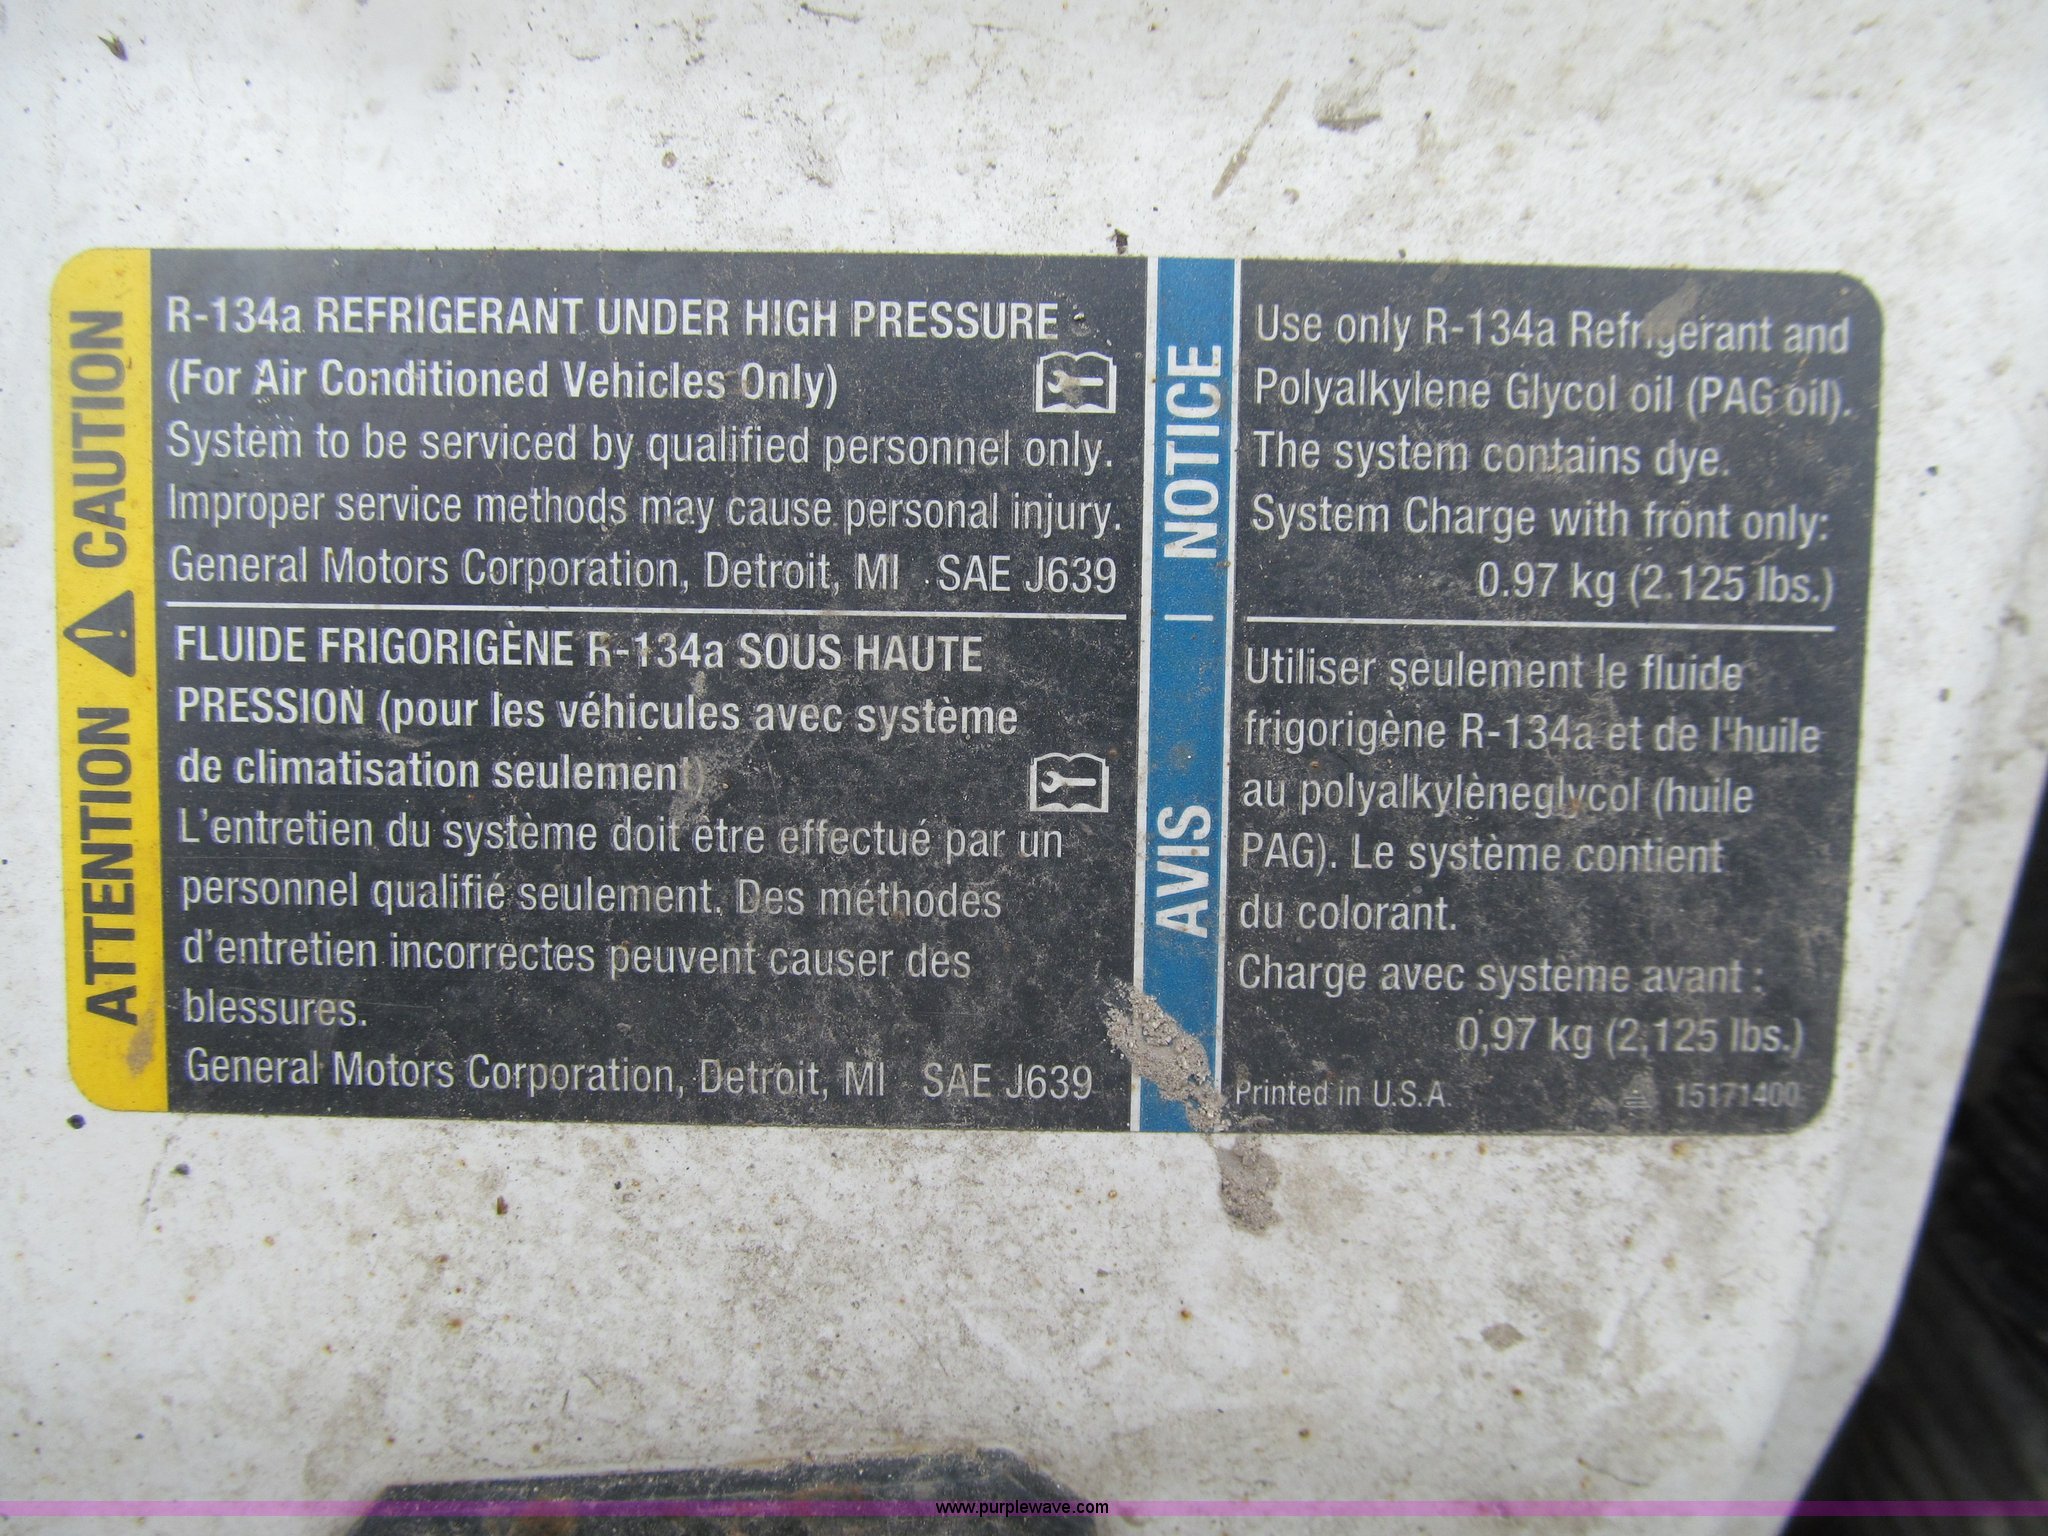 CAUTION
ATTENTION
R-134a REFRIGERANT UNDER HIGH PRESSURE
(For Air Conditioned Vehicles Only)
System to be serviced by qualified personnel only.
Improper service methods may cause personal injury.
General Motors Corporation, Detroit, MI SAE J639
FLUIDE FRIGORIGÈNE R-134a SOUS HAUTE
PRESSION (pour les véhicules avec système
de climatisation seulement)
L'entretien du système doit être effectué par un
personnel qualifié seulement. Des méthodes
d'entretien incorrectes peuvent causer des
blessures.
General Motors Corporation, Detroit, MI SAE J639
NOTICE
AVIS
Use only R-134a Refrigerant and
Polyalkylene Glycol oil (PAG oil).
The system contains dye.
System Charge with front only:
0.97 kg (2.125 lbs.)
Utiliser seulement le fluide
frigorigène R-134a et de l'huile
au polyalkylèneglycol (huile
PAG). Le système contient
du colorant.
Charge avec système avant :
0,97 kg (2,125 lbs.)
Printed in U.S.A. 15171400
www.purplewave.com